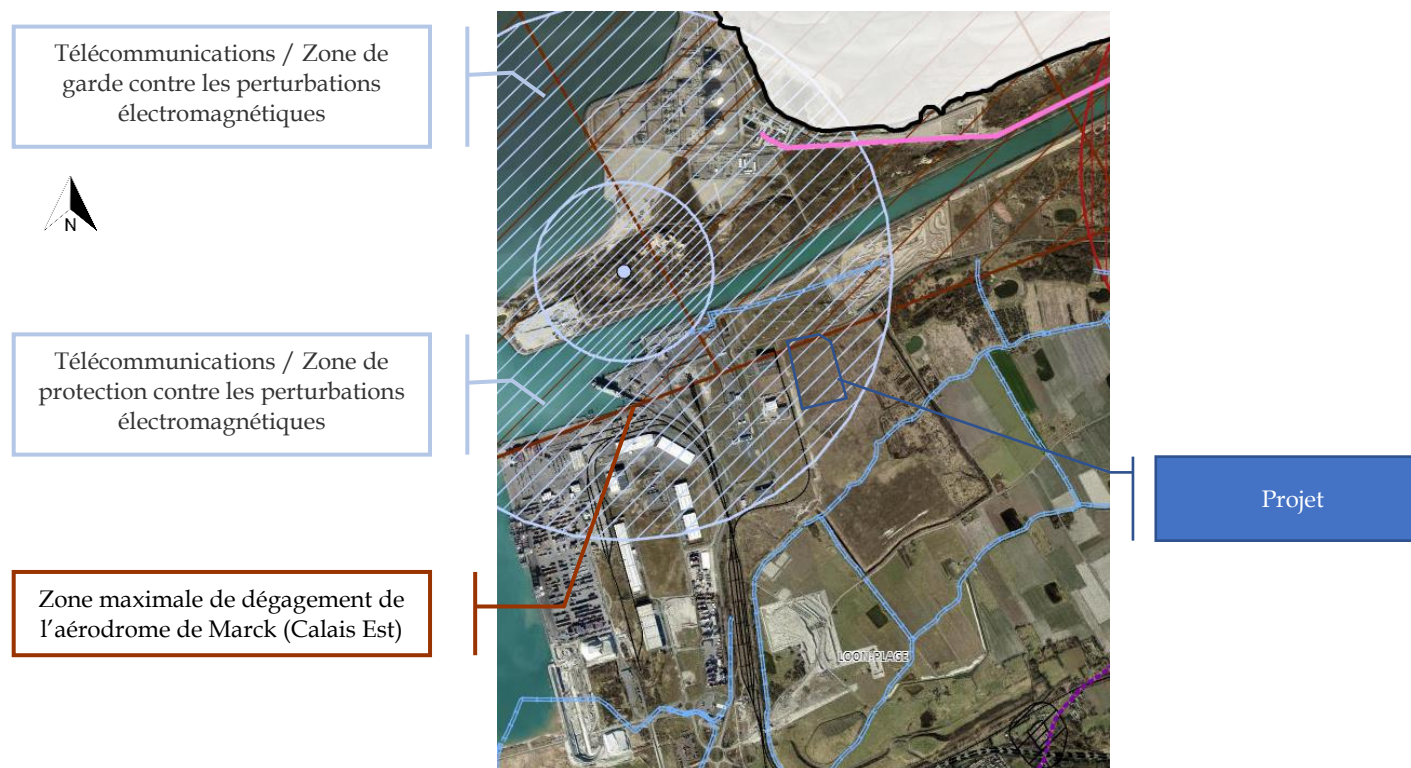 Télécommunications / Zone de
garde contre les perturbations
électromagnétiques
N
Télécommunications / Zone de
protection contre les perturbations
électromagnétiques
Projet
Zone maximale de dégagement de
l'aérodrome de Marck (Calais Est)
LOON-PLAGE